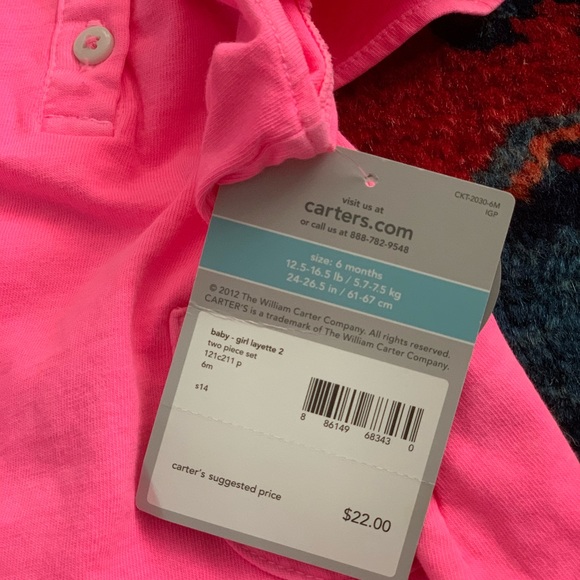 CKT-2030-6M
IGP
visit us at
carters.com
or call us at 888-782-9548
size: 6 months
12.5-16.5 lb / 5.7-7.5 kg
24-26.5 in / 61-67 cm
© 2012 The William Carter Company. All rights reserved.
CARTER'S is a trademark of The William Carter Company.
baby - girl layette 2
two piece set
121c211 p
6m
s14
8 86149 68343 0
carter's suggested price
$22.00